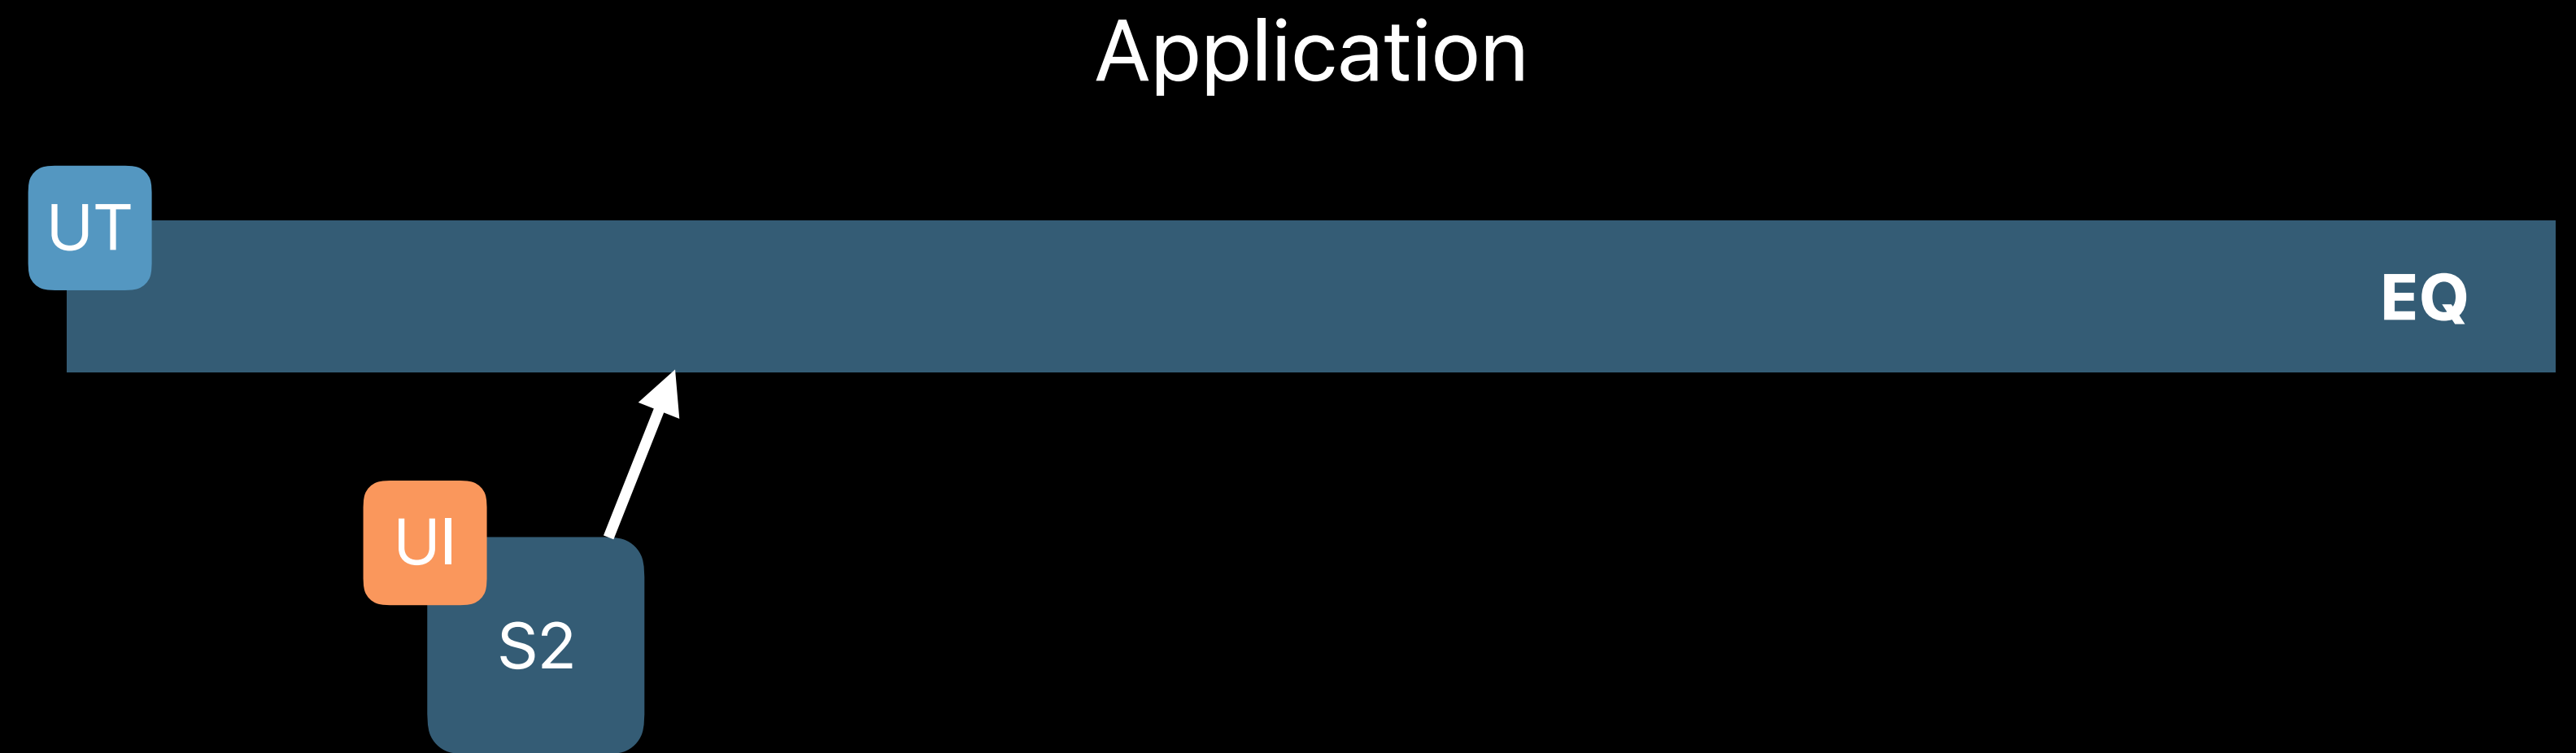 Application
UT
EQ
UI
S2